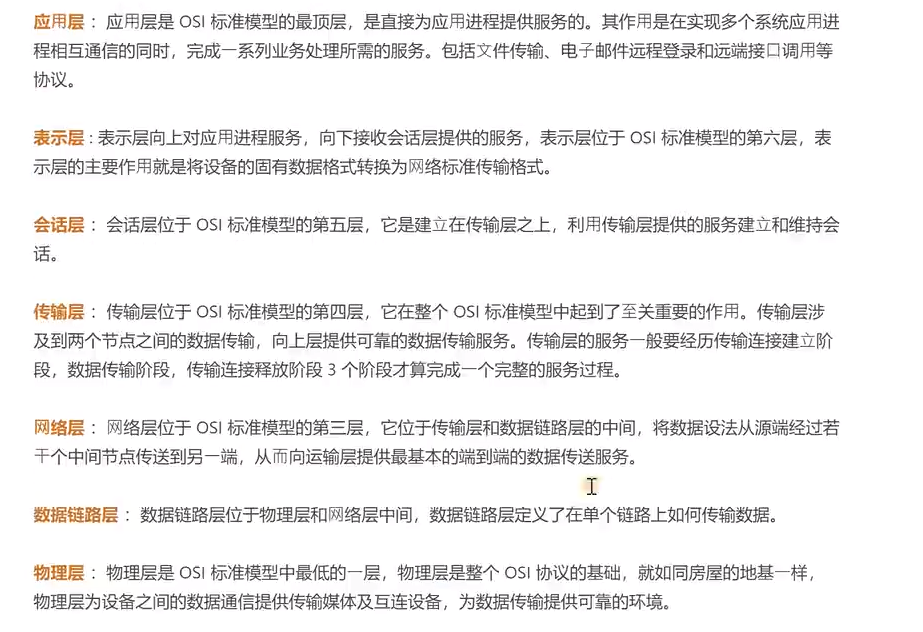 应用层： 应用层是 OSI 标准模型的最顶层，是直接为应用进程提供服务的。其作用是在实现多个系统应用进
程相互通信的同时，完成一系列业务处理所需的服务。包括文件传输、电子邮件远程登录和远端接口调用等
协议。
表示层 : 表示层向上对应用进程服务，向下接收会话层提供的服务，表示层位于 OSI 标准模型的第六层，表
示层的主要作用就是将设备的固有数据格式转换为网络标准传输格式。
会话层 ： 会话层位于 OSI 标准模型的第五层，它是建立在传输层之上，利用传输层提供的服务建立和维持会
话。
传输层 ： 传输层位于 OSI 标准模型的第四层，它在整个 OSI 标准模型中起到了至关重要的作用。传输层涉
及到两个节点之间的数据传输，向上层提供可靠的数据传输服务。传输层的服务一般要经历传输连接建立阶
段，数据传输阶段，传输连接释放阶段 3 个阶段才算完成一个完整的服务过程。
网络层 ： 网络层位于 OSI 标准模型的第三层，它位于传输层和数据链路层的中间，将数据设法从源端经过若
干个中间节点传送到另一端，从而向运输层提供最基本的端到端的数据传送服务。
数据链路层 ： 数据链路层位于物理层和网络层中间，数据链路层定义了在单个链路上如何传输数据。
物理层 ： 物理层是 OSI 标准模型中最低的一层，物理层是整个 OSI 协议的基础，就如同房屋的地基一样，
物理层为设备之间的数据通信提供传输媒体及互连设备，为数据传输提供可靠的环境。